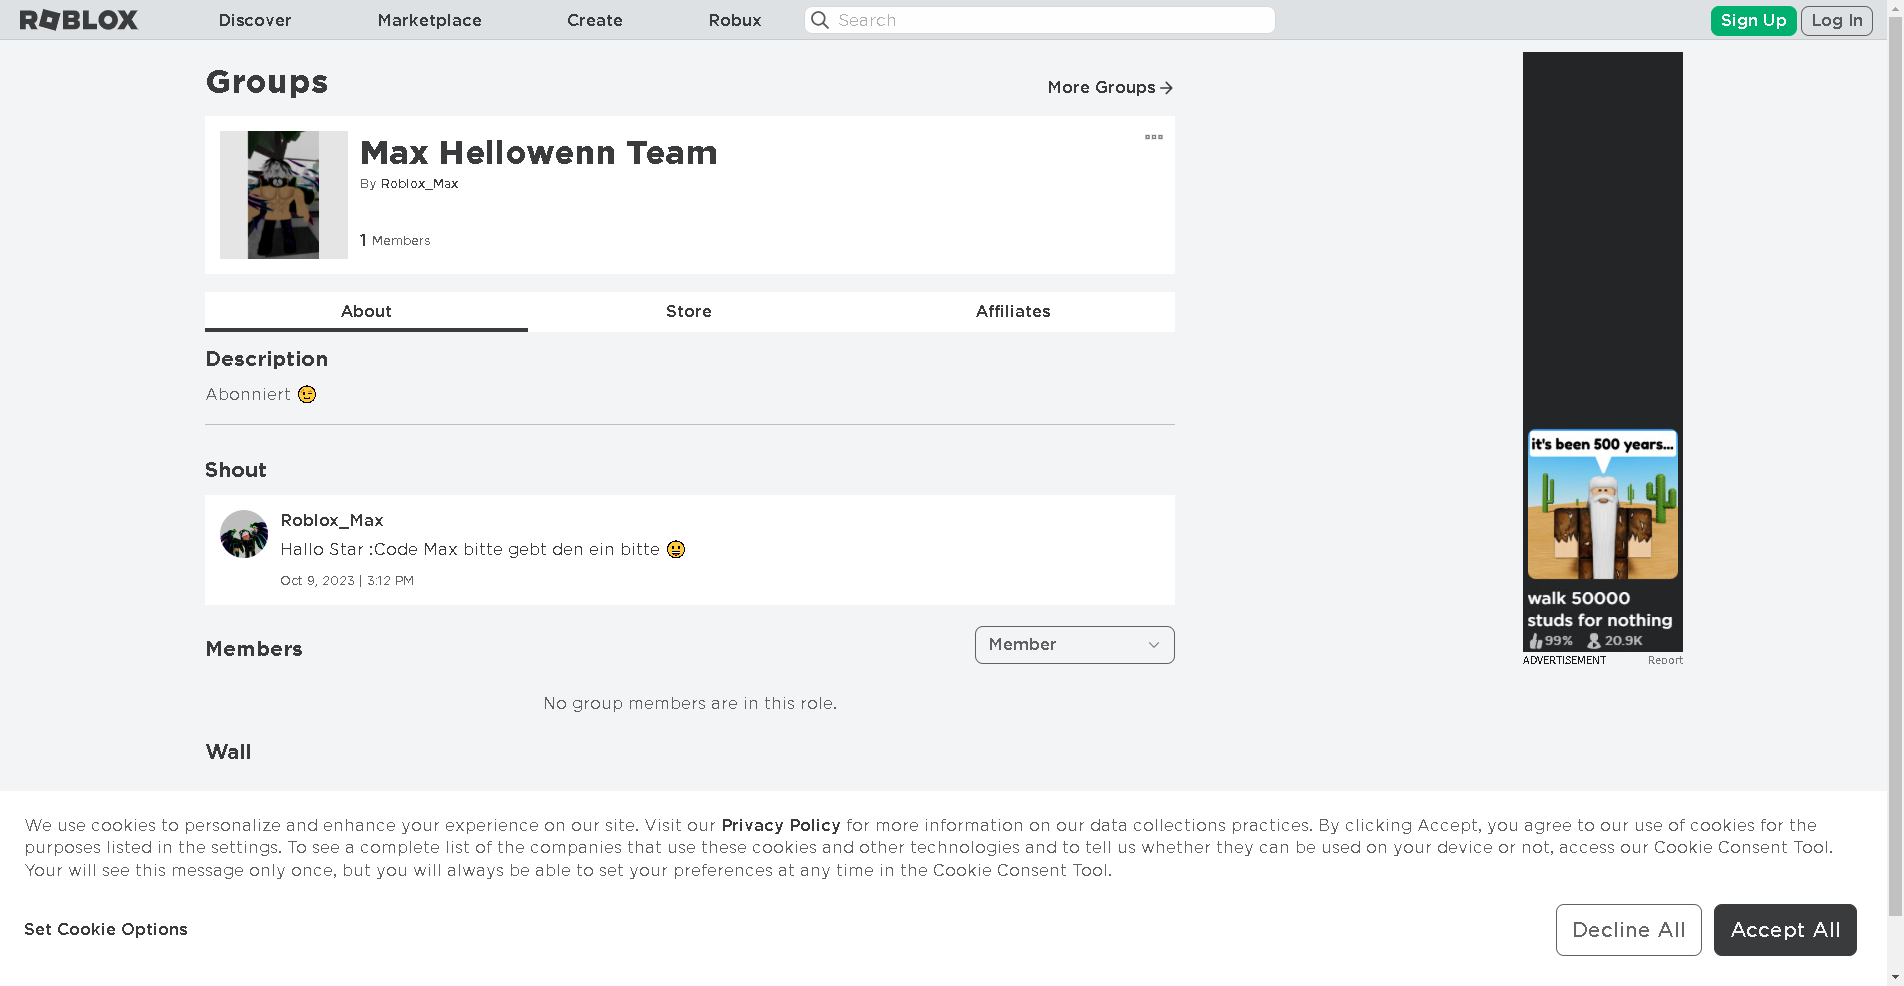 ROBLOX
Discover
Marketplace
Create
Robux
Search
Sign Up
Log In
Groups
More Groups
Max Hellowenn Team
By Roblox_Max
1 Members
About
Store
Affiliates
Description
Abonniert 😉
Shout
Roblox_Max
Hallo Star :Code Max bitte gebt den ein bitte 😀
Oct 9, 2023 | 3:12 PM
Members
Member
No group members are in this role.
Wall
it's been 500 years...
walk 50000
studs for nothing
99% 20.9K
ADVERTISEMENT
Report
We use cookies to personalize and enhance your experience on our site. Visit our Privacy Policy for more information on our data collections practices. By clicking Accept, you agree to our use of cookies for the
purposes listed in the settings. To see a complete list of the companies that use these cookies and other technologies and to tell us whether they can be used on your device or not, access our Cookie Consent Tool.
Your will see this message only once, but you will always be able to set your preferences at any time in the Cookie Consent Tool.
Set Cookie Options
Decline All
Accept All